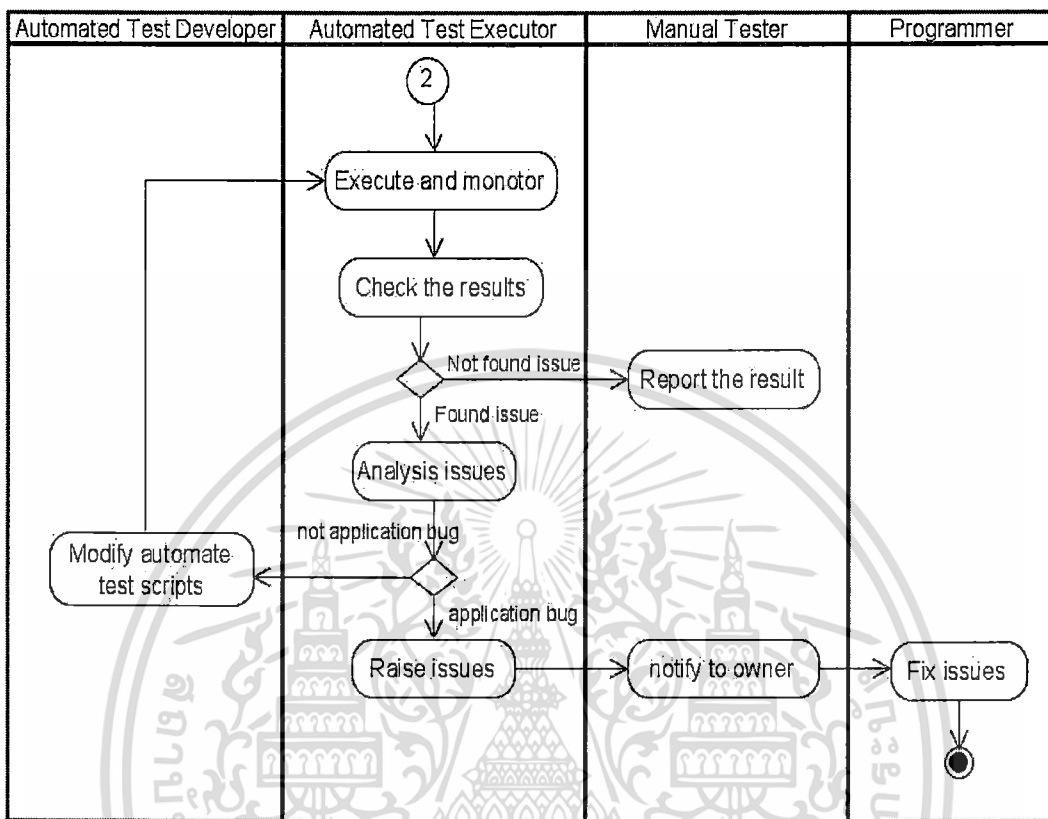 Automated Test Developer
Automated Test Executor
Manual Tester
Programmer
2
Execute and monotor
Check the results
Not found issue
Report the result
Found issue
Analysis issues
not application bug
Modify automate
test scripts
application bug
Raise issues
notify to owner
Fix issues